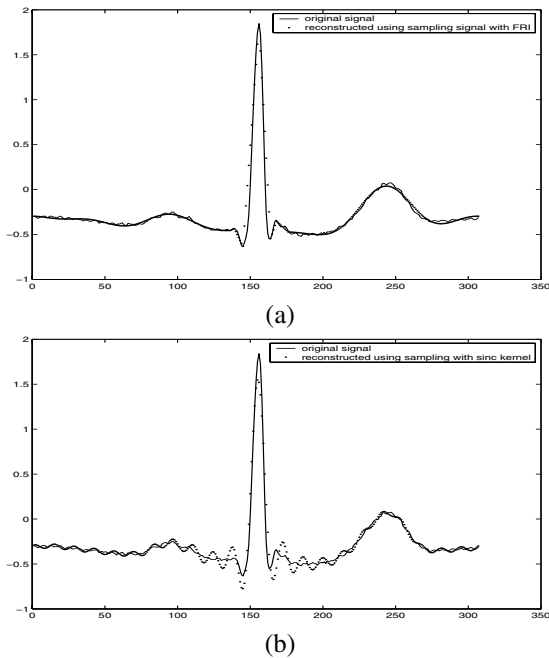 original signal
reconstructed using sampling signal with FRI
2
1.5
1
0.5
0
−0.5
−1
0 50 100 150 200 250 300 350
(a)
original signal
reconstructed using sampling with sinc kernel
2
1.5
1
0.5
0
−0.5
−1
0 50 100 150 200 250 300 350
(b)